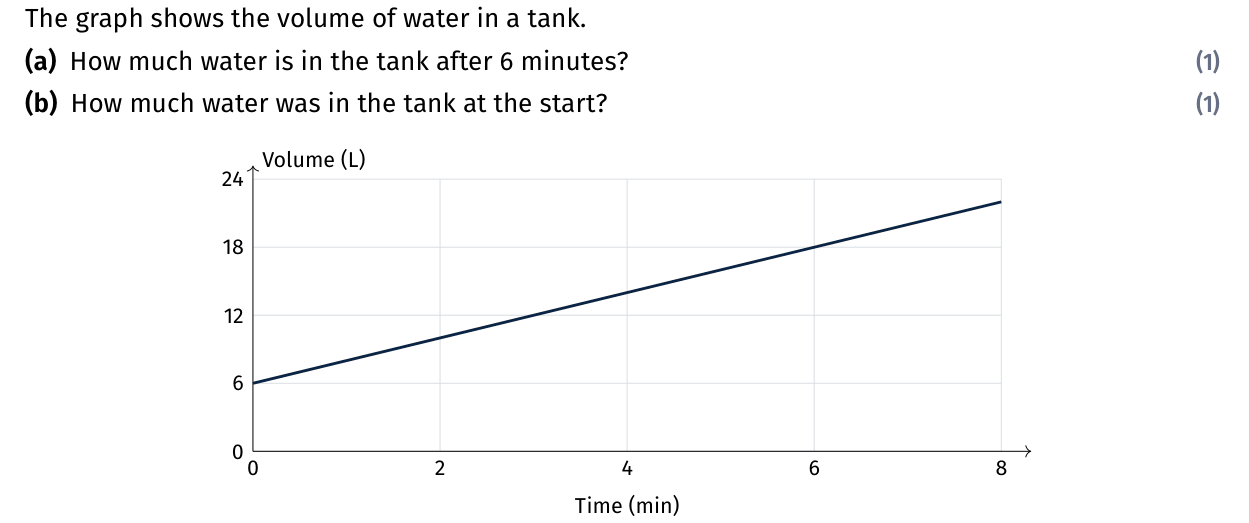 The graph shows the volume of water in a tank.
(a) How much water is in the tank after 6 minutes? (1)
(b) How much water was in the tank at the start? (1)
Volume (L)
24
18
12
6
0
0 2 4 6 8
Time (min)